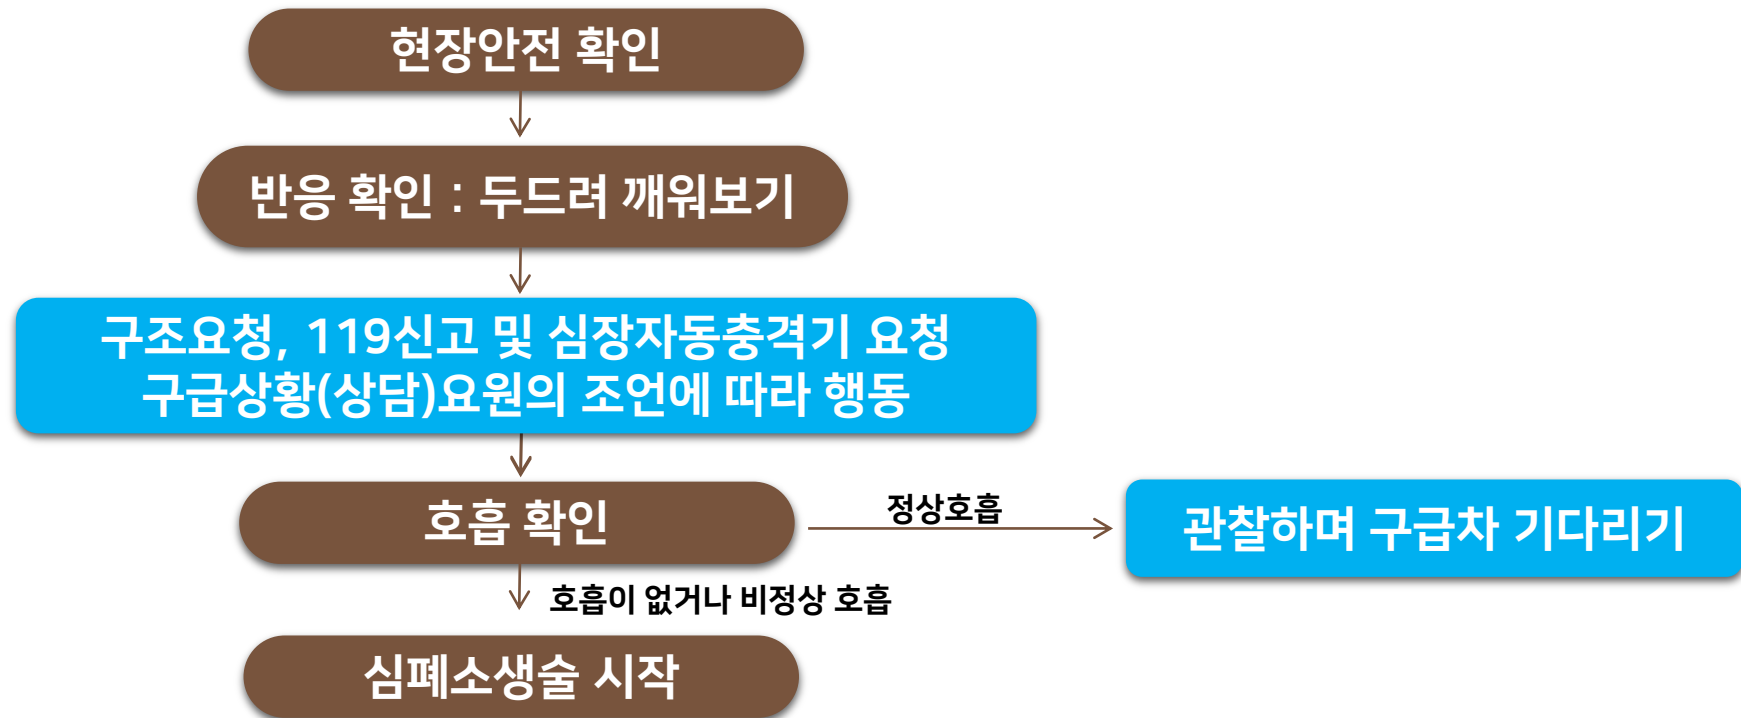 현장안전 확인
반응 확인 : 두드려 깨워보기
구조요청, 119신고 및 심장자동충격기 요청
구급상황(상담)요원의 조언에 따라 행동
호흡 확인
정상호흡
관찰하며 구급차 기다리기
호흡이 없거나 비정상 호흡
심폐소생술 시작